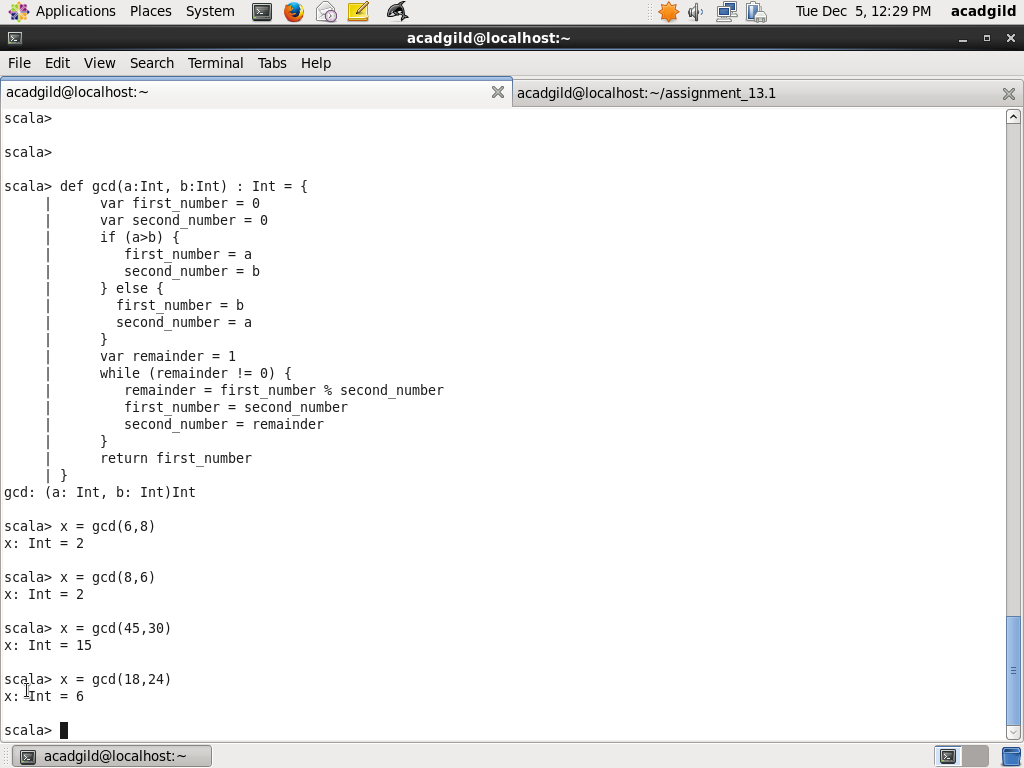 Applications Places System Tue Dec 5, 12:29 PM acadgild
acadgild@localhost:~
File Edit View Search Terminal Tabs Help
acadgild@localhost:~ acadgild@localhost:~/assignment_13.1
scala>
scala>
scala> def gcd(a:Int, b:Int) : Int = {
     |      var first_number = 0
     |      var second_number = 0
     |      if (a>b) {
     |         first_number = a
     |         second_number = b
     |      } else {
     |        first_number = b
     |        second_number = a
     |      }
     |      var remainder = 1
     |      while (remainder != 0) {
     |         remainder = first_number % second_number
     |         first_number = second_number
     |         second_number = remainder
     |      }
     |      return first_number
     | }
gcd: (a: Int, b: Int)Int
scala> x = gcd(6,8)
x: Int = 2
scala> x = gcd(8,6)
x: Int = 2
scala> x = gcd(45,30)
x: Int = 15
scala> x = gcd(18,24)
x: Int = 6
scala>
acadgild@localhost:~